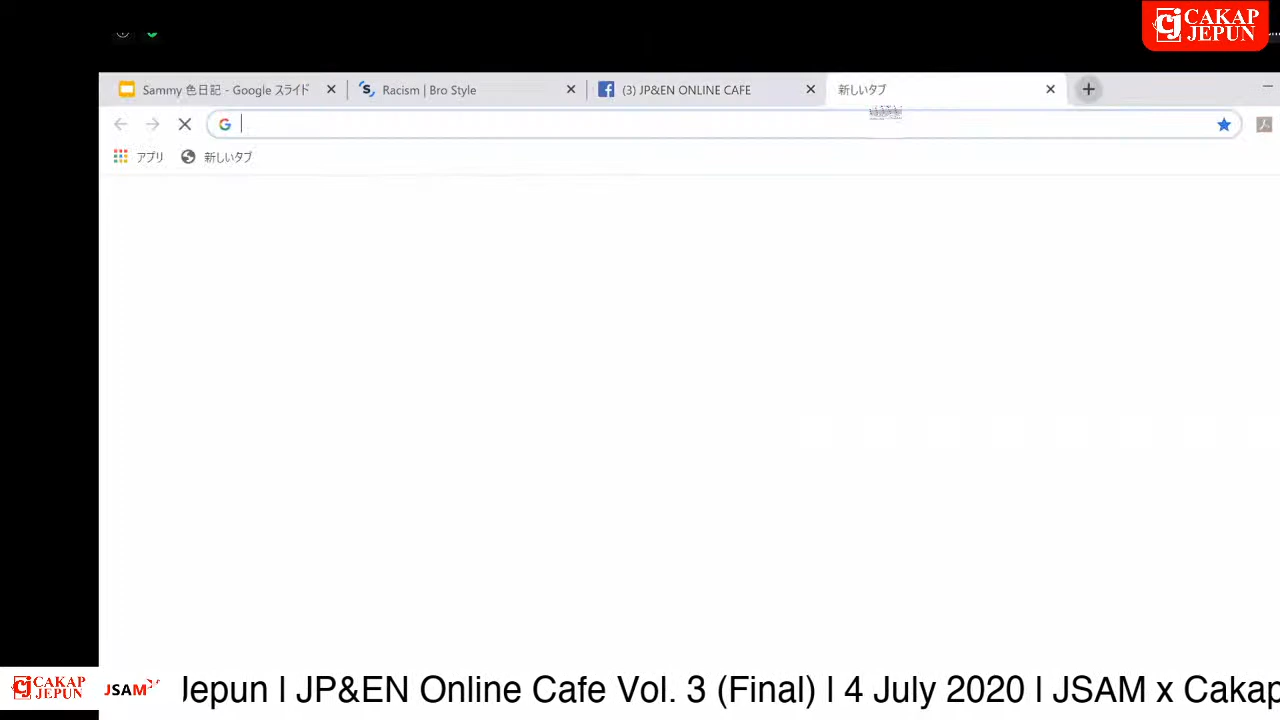 CAKAP
JEPUN
Sammy 色日記 - Google スライド
Racism | Bro Style
(3) JP&EN ONLINE CAFE
新しいタブ
アプリ
新しいタブ
CAKAP
JEPUN
JSAM
Jepun I JP&EN Online Cafe Vol. 3 (Final) I 4 July 2020 I JSAM x Cakap